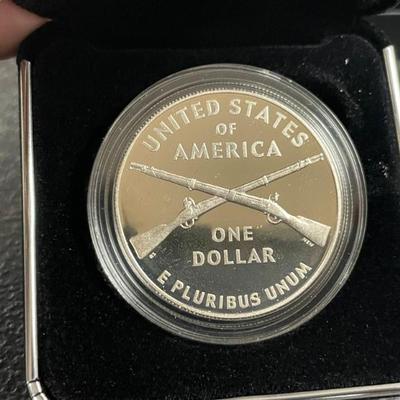 UNITED STATES
OF
AMERICA
ONE
DOLLAR
E PLURIBUS UNUM